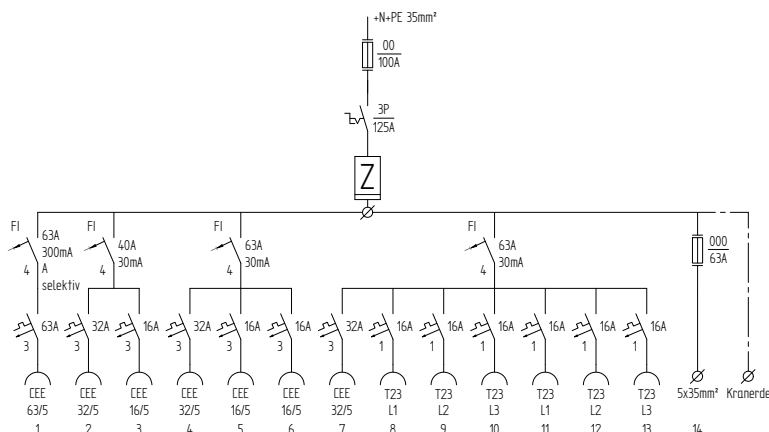 +N+PE 35mm²
00
100A
3P
125A
Z
FI
63A
300mA
A
selektiv
4
FI
40A
30mA
4
FI
63A
30mA
4
FI
63A
30mA
4
000
63A
63A
3
32A
3
16A
3
32A
3
16A
3
16A
3
32A
3
16A
1
16A
1
16A
1
16A
1
16A
1
16A
1
CEE
63/5
1
CEE
32/5
2
CEE
16/5
3
CEE
32/5
4
CEE
16/5
5
CEE
16/5
6
CEE
32/5
7
T23
L1
8
T23
L2
9
T23
L3
10
T23
L1
11
T23
L2
12
T23
L3
13
5x35mm²
14
Kranerde